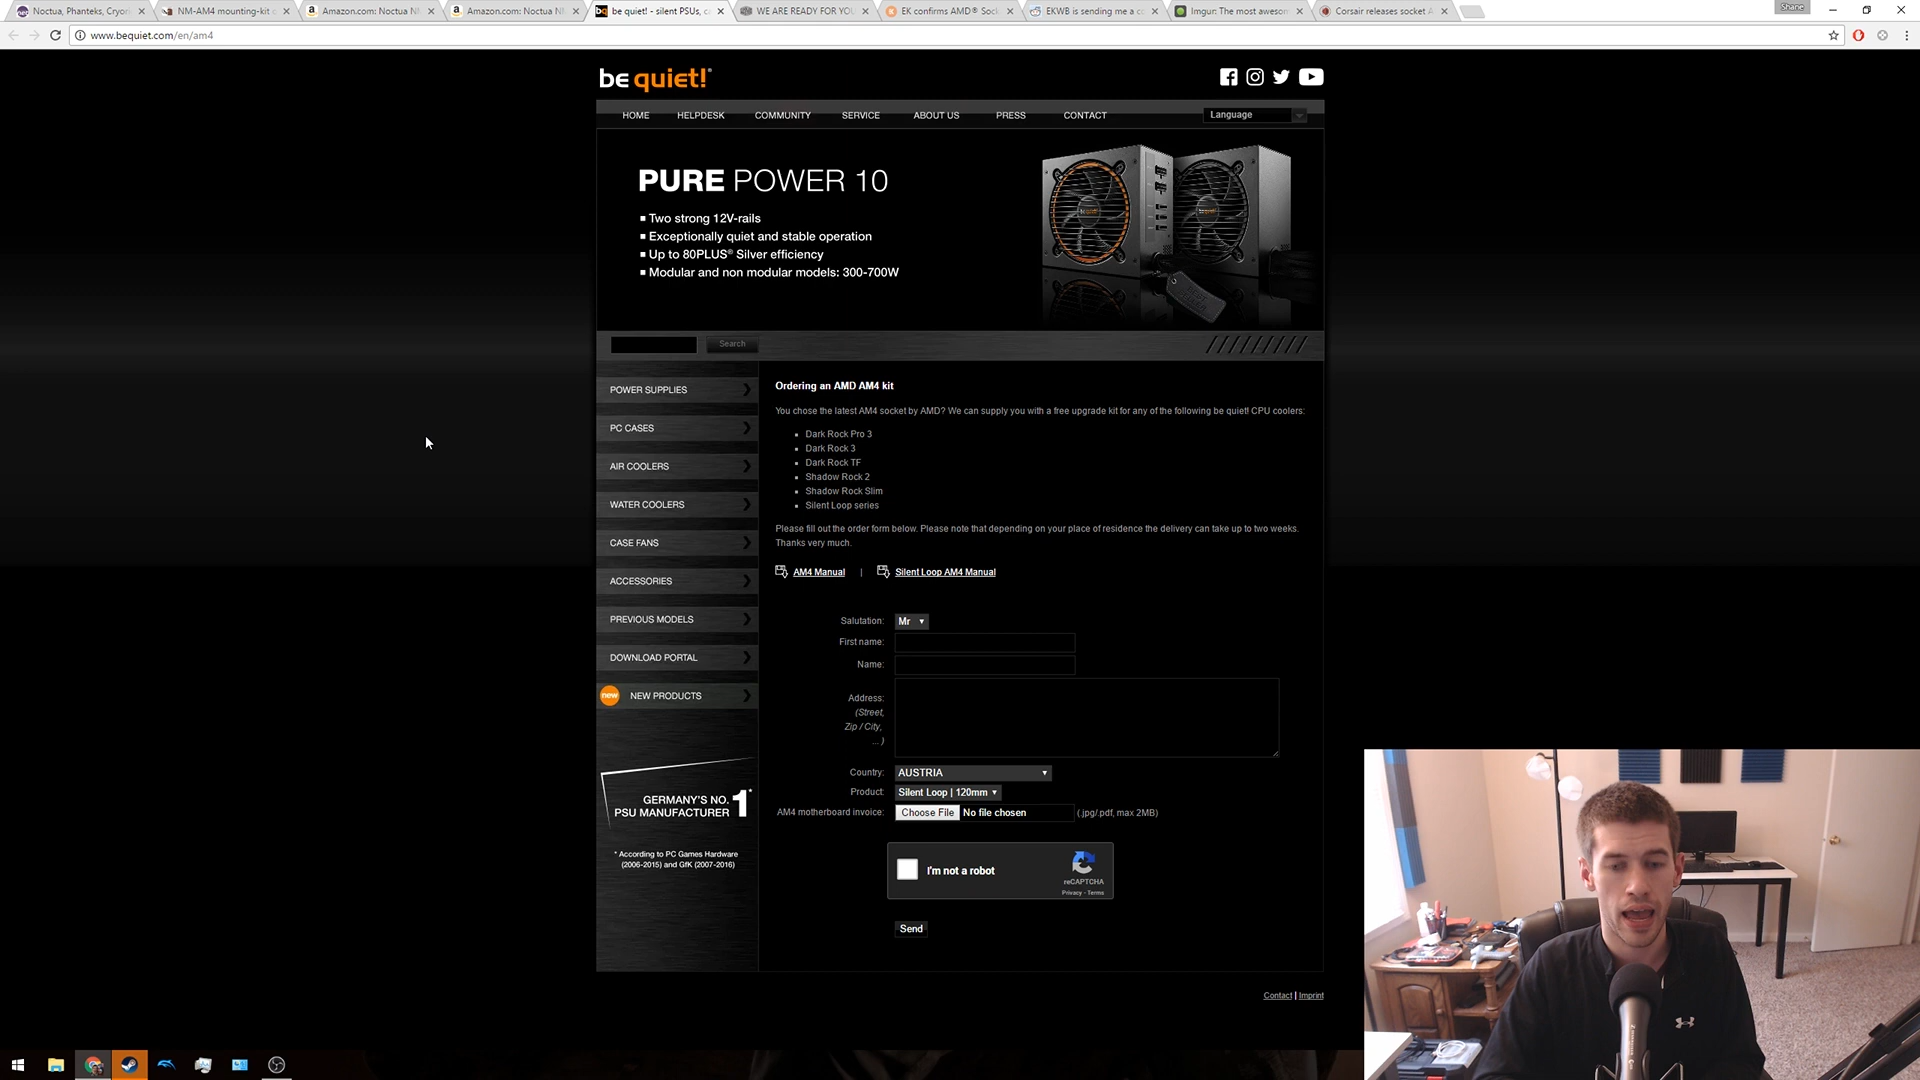 Noctua, Phanteks, Cryori
NM-AM4 mounting-kit o
Amazon.com: Noctua N
Amazon.com: Noctua N
be quiet! - silent PSUs, c
WE ARE READY FOR YOU
EK confirms AMD® Sock
EKWB is sending me a c
Imgur: The most awesom
Corsair releases socket A
Shane
www.bequiet.com/en/am4
be quiet!
HOME
HELPDESK
COMMUNITY
SERVICE
ABOUT US
PRESS
CONTACT
Language
PURE POWER 10
Two strong 12V-rails
Exceptionally quiet and stable operation
Up to 80PLUS® Silver efficiency
Modular and non modular models: 300-700W
Search
POWER SUPPLIES
PC CASES
AIR COOLERS
WATER COOLERS
CASE FANS
ACCESSORIES
PREVIOUS MODELS
DOWNLOAD PORTAL
new NEW PRODUCTS
GERMANY'S NO. 1*
PSU MANUFACTURER
* According to PC Games Hardware
(2006-2015) and GfK (2007-2016)
Ordering an AMD AM4 kit
You chose the latest AM4 socket by AMD? We can supply you with a free upgrade kit for any of the following be quiet! CPU coolers:
Dark Rock Pro 3
Dark Rock 3
Dark Rock TF
Shadow Rock 2
Shadow Rock Slim
Silent Loop series
Please fill out the order form below. Please note that depending on your place of residence the delivery can take up to two weeks.
Thanks very much.
AM4 Manual | Silent Loop AM4 Manual
Salutation: Mr
First name:
Name:
Address:
(Street,
Zip / City,
... )
Country: AUSTRIA
Product: Silent Loop | 120mm
AM4 motherboard invoice: Choose File No file chosen (.jpg/.pdf, max 2MB)
I'm not a robot
reCAPTCHA
Privacy - Terms
Send
Contact | Imprint